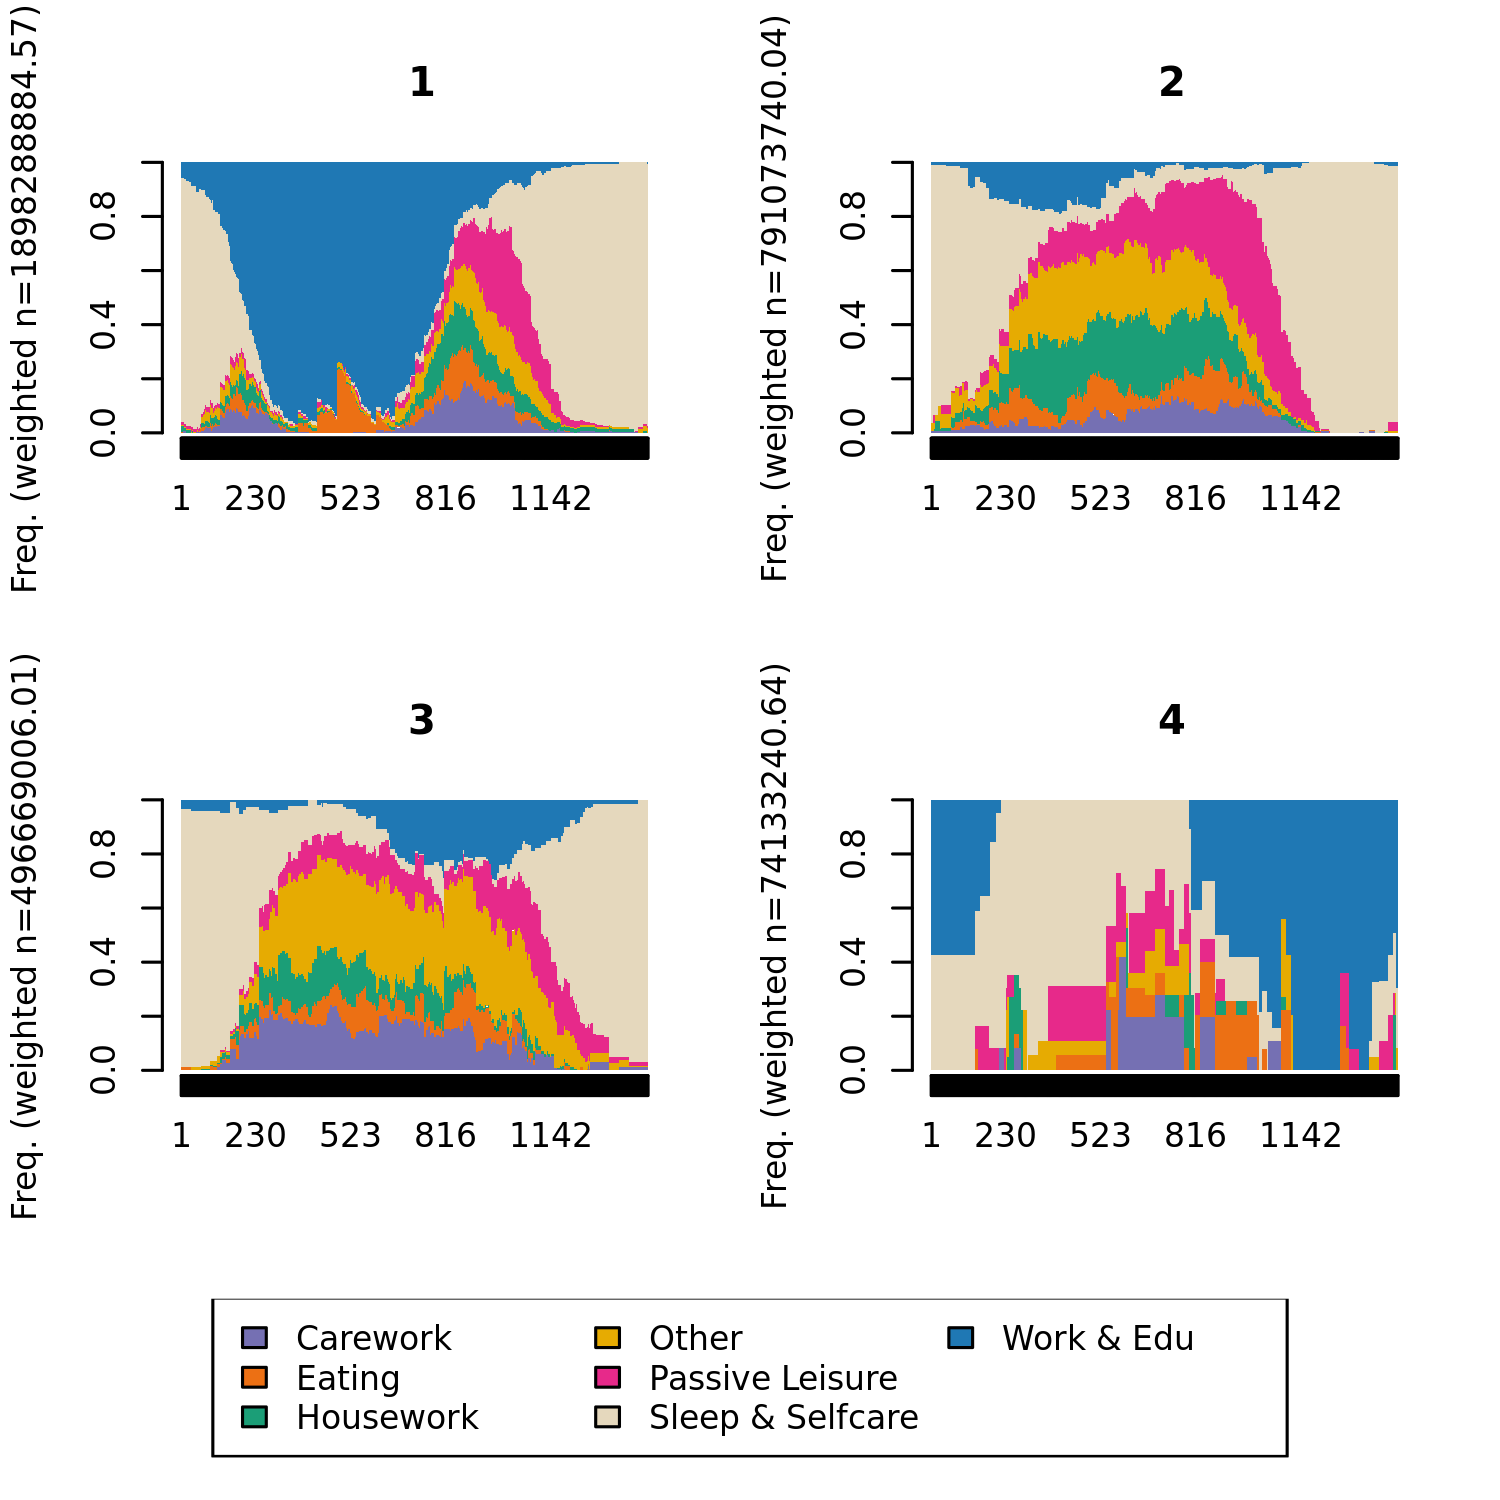 1
Freq. (weighted n=1898288884.57)
0.0 0.4 0.8
1 230 523 816 1142
2
Freq. (weighted n=791073740.04)
0.0 0.4 0.8
1 230 523 816 1142
3
Freq. (weighted n=496669006.01)
0.0 0.4 0.8
1 230 523 816 1142
4
Freq. (weighted n=74133240.64)
0.0 0.4 0.8
1 230 523 816 1142
Carework
Eating
Housework
Other
Passive Leisure
Sleep & Selfcare
Work & Edu